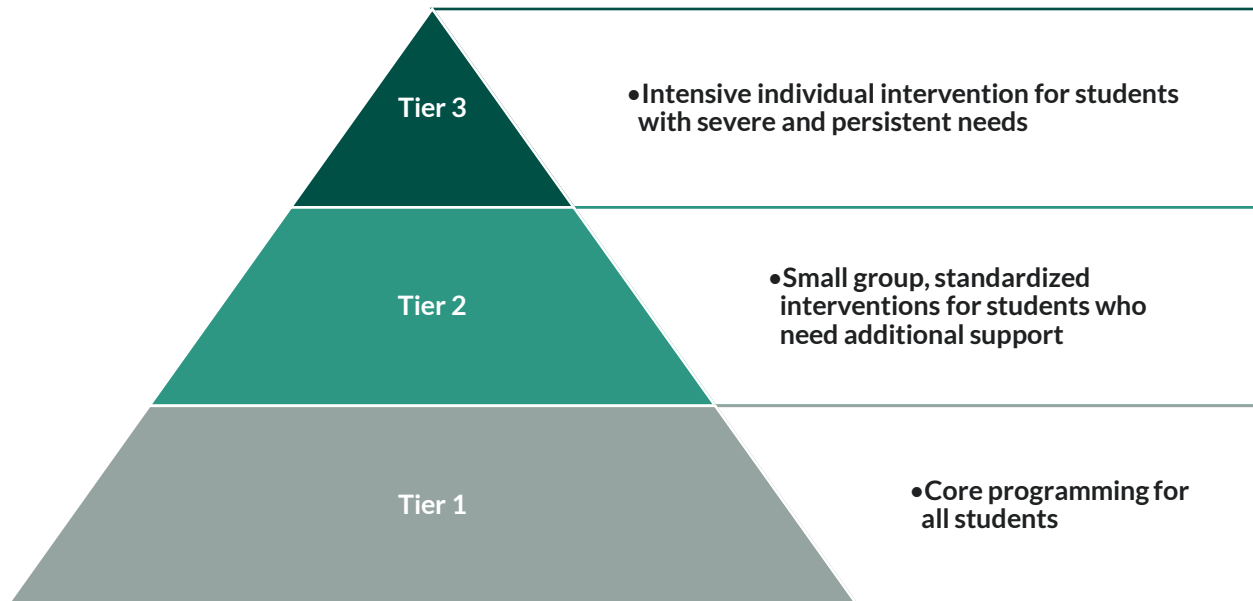 Tier 3
•Intensive individual intervention for students
with severe and persistent needs
Tier 2
•Small group, standardized
interventions for students who
need additional support
Tier 1
•Core programming for
all students